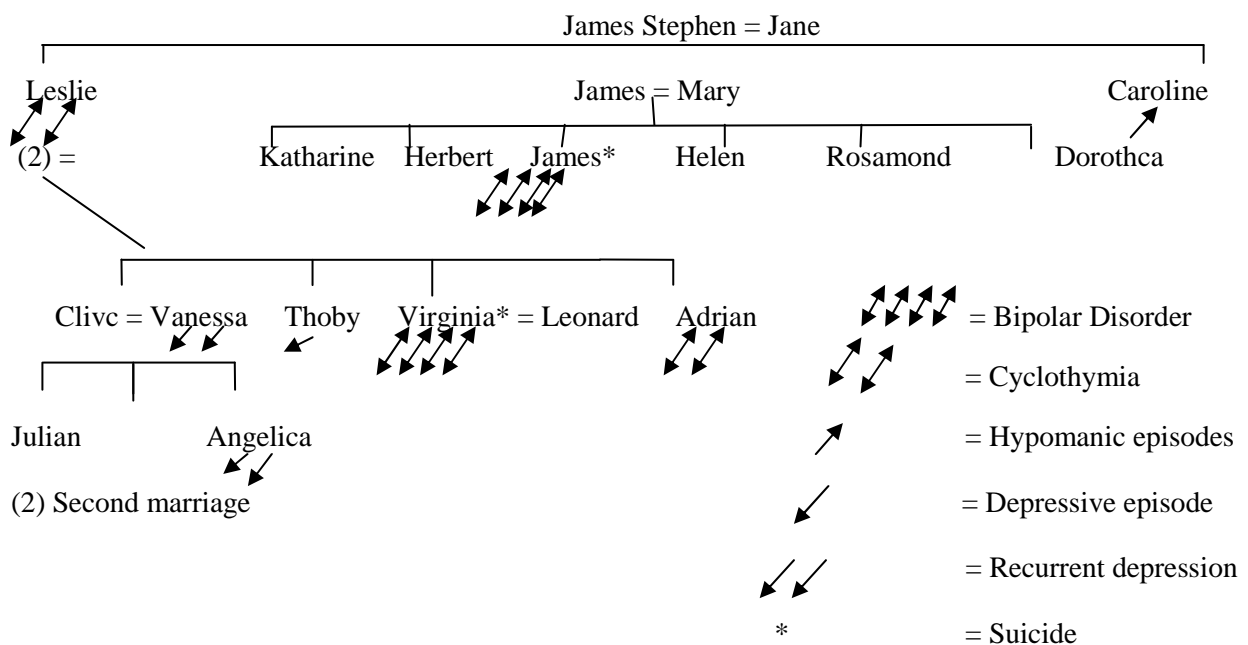 James Stephen = Jane
Leslie James = Mary Caroline
(2) = Katharine Herbert James* Helen Rosamond Dorothca
Clivc = Vanessa Thoby Virginia* = Leonard Adrian = Bipolar Disorder
= Cyclothymia
Julian Angelica = Hypomanic episodes
(2) Second marriage = Depressive episode
= Recurrent depression
* = Suicide